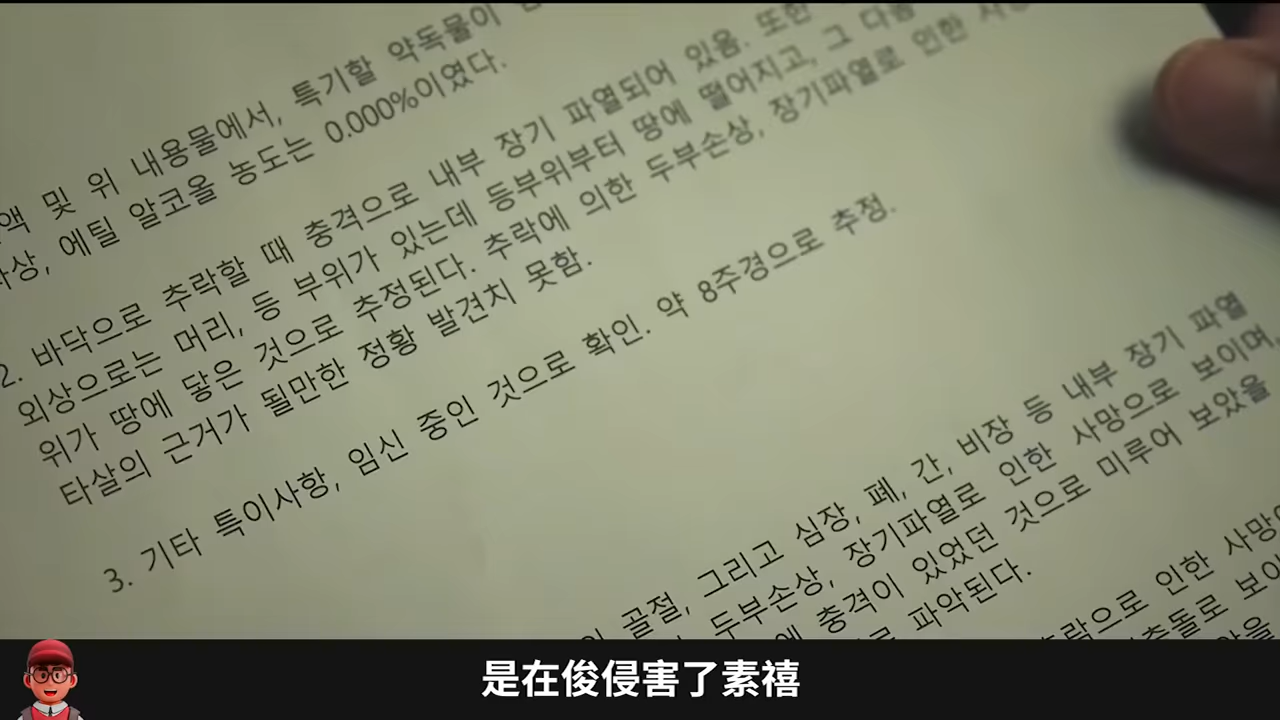 액 및 위 내용물에서, 특기할 약독물이
사상, 에틸 알코올 농도는 0.000%이였다.
2. 바닥으로 추락할 때 충격으로 내부 장기 파열되어 있음. 또한
외상으로는 머리, 등 부위가 있는데 등부위부터 땅에 떨어지고, 그 다음
위가 땅에 닿은 것으로 추정된다. 추락에 의한 두부손상, 장기파열로 인한
타살의 근거가 될만한 정황 발견치 못함.
3. 기타 특이사항, 임신 중인 것으로 확인. 약 8주경으로 추정.
골절, 그리고 심장, 폐, 간, 비장 등 내부 장기 파열
두부손상, 장기파열로 인한 사망으로 보이며,
충격이 있었던 것으로 미루어 보았을
파악된다.
추락으로 인한
是在俊侵害了素禧